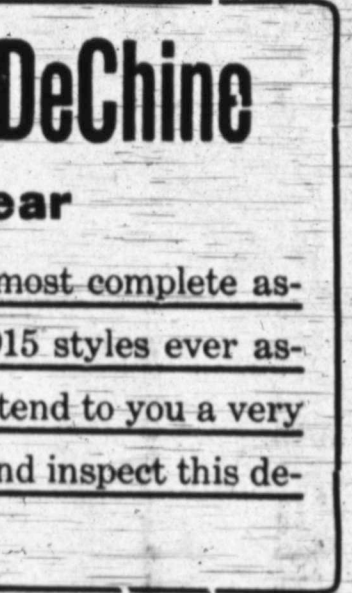 DeChine
ear
most complete as-
915 styles ever as-
tend to you a very
nd inspect this de-